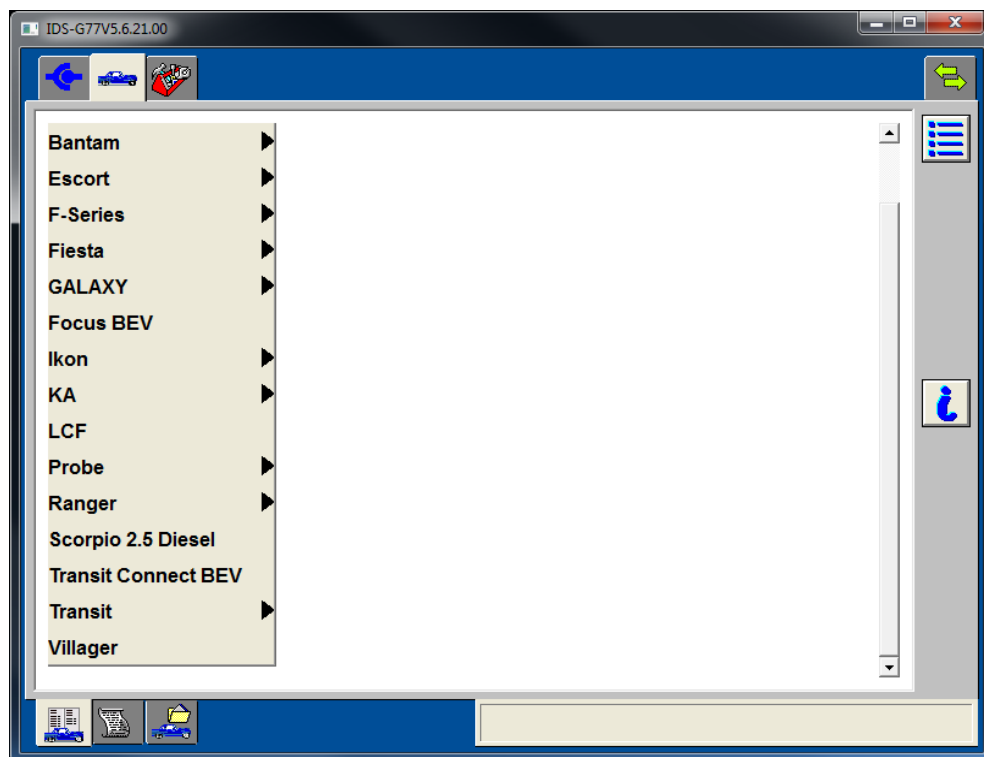 IDS-G77V5.6.21.00
Bantam
Escort
F-Series
Fiesta
GALAXY
Focus BEV
Ikon
KA
LCF
Probe
Ranger
Scorpio 2.5 Diesel
Transit Connect BEV
Transit
Villager